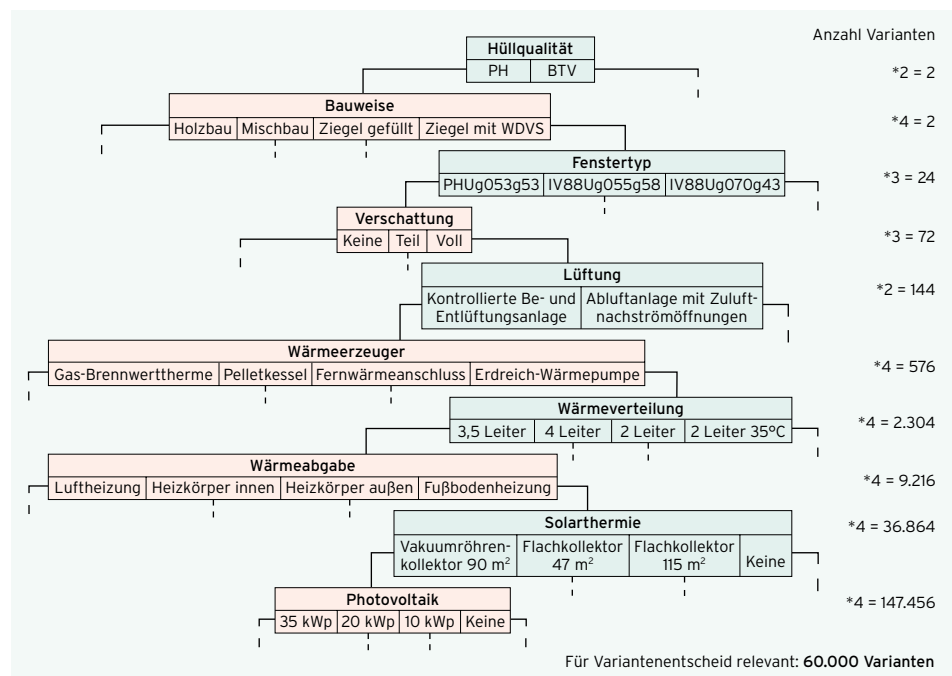 Anzahl Varianten
Hüllqualität
PH BTV
*2 = 2
Bauweise
Holzbau Mischbau Ziegel gefüllt Ziegel mit WDVS
*4 = 2
Fenstertyp
PHUg053g53 IV88Ug055g58 IV88Ug070g43
*3 = 24
Verschattung
Keine Teil Voll
*3 = 72
Lüftung
Kontrollierte Be- und Abluftanlage mit Zuluft-
Entlüftungsanlage nachströmöffnungen
*2 = 144
Wärmeerzeuger
Gas-Brennwerttherme Pelletkessel Fernwärmeanschluss Erdreich-Wärmepumpe
*4 = 576
Wärmeverteilung
3,5 Leiter 4 Leiter 2 Leiter 2 Leiter 35°C
*4 = 2.304
Wärmeabgabe
Luftheizung Heizkörper innen Heizkörper außen Fußbodenheizung
*4 = 9.216
Solarthermie
Vakuumröhren- Flachkollektor Flachkollektor
kollektor 90 m² 47 m² 115 m² Keine
*4 = 36.864
Photovoltaik
35 kWp 20 kWp 10 kWp Keine
*4 = 147.456
Für Variantenentscheid relevant: 60.000 Varianten